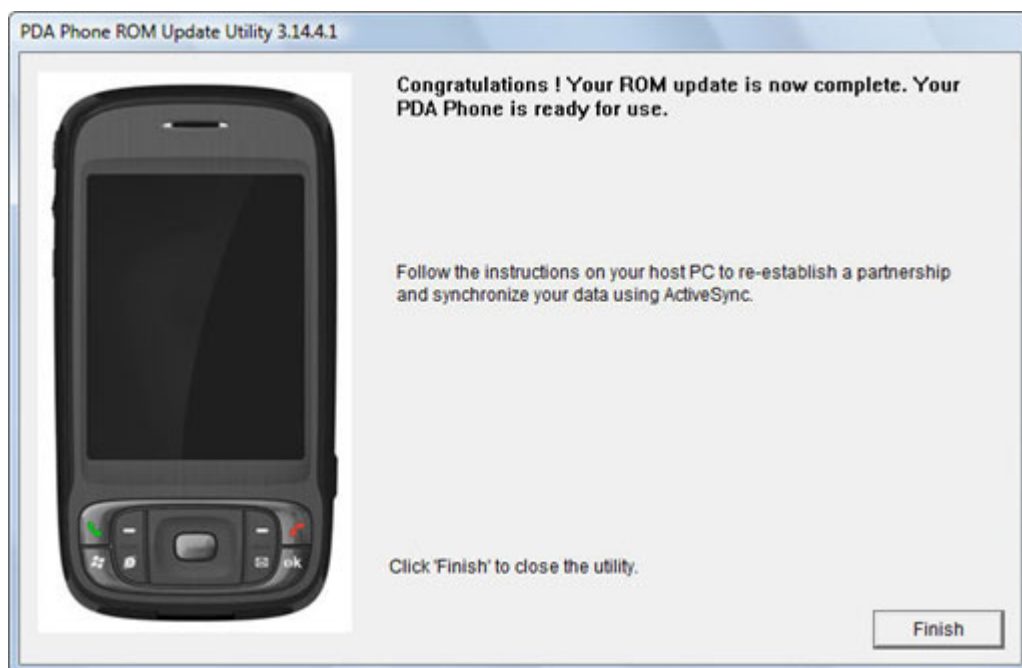 PDA Phone ROM Update Utility 3.14.4.1
Congratulations ! Your ROM update is now complete. Your
PDA Phone is ready for use.
Follow the instructions on your host PC to re-establish a partnership
and synchronize your data using ActiveSync.
ok
Click 'Finish' to close the utility.
Finish